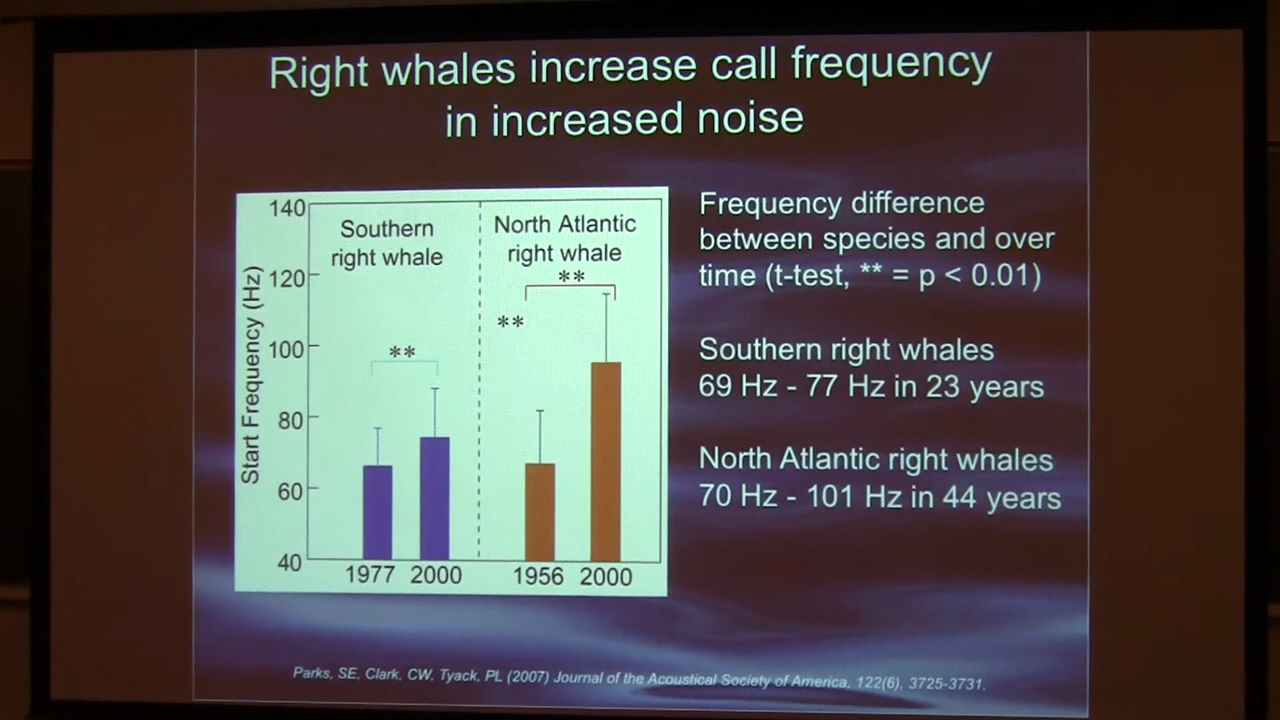 Right whales increase call frequency
in increased noise
140
120
100
80
60
40
Start Frequency (Hz)
Southern
right whale
North Atlantic
right whale
**
**
**
1977 2000
1956 2000
Frequency difference
between species and over
time (t-test, ** = p < 0.01)
Southern right whales
69 Hz - 77 Hz in 23 years
North Atlantic right whales
70 Hz - 101 Hz in 44 years
Parks, SE, Clark, CW, Tyack, PL (2007) Journal of the Acoustical Society of America, 122(6), 3725-3731.